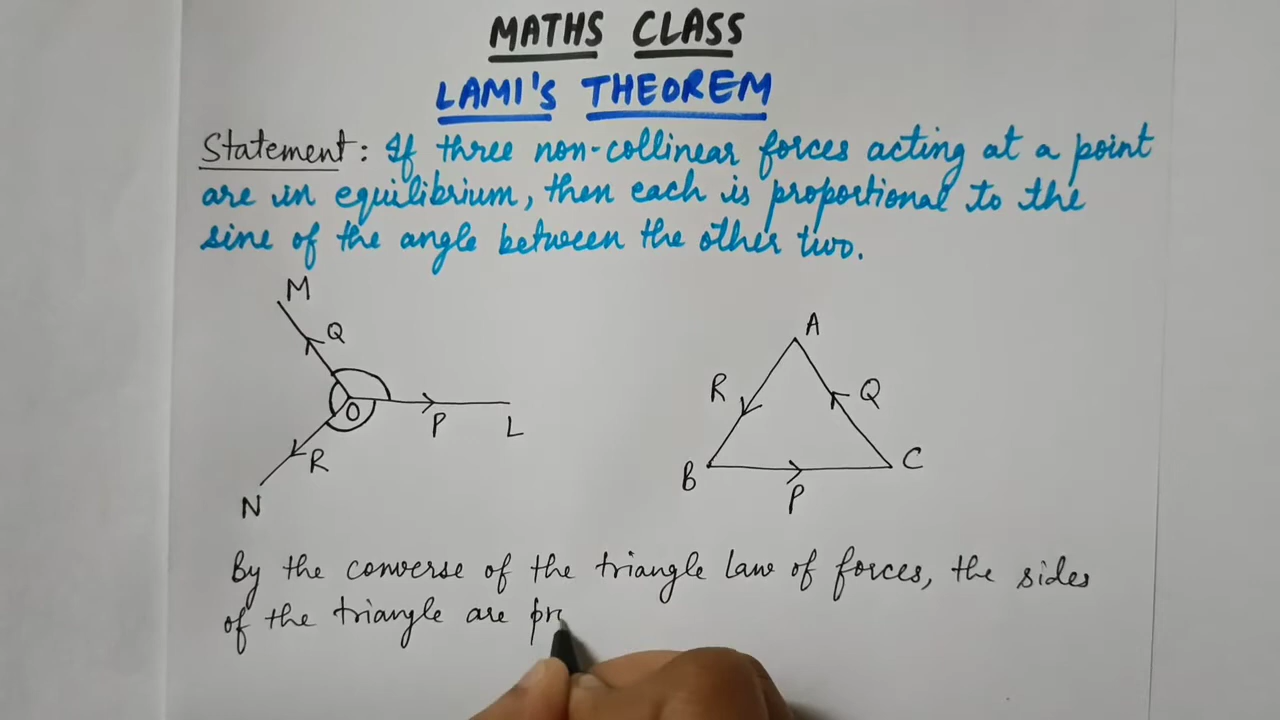 MATHS CLASS
LAMI'S THEOREM
Statement: If three non-collinear forces acting at a point
are in equilibrium, then each is proportional to the
sine of the angle between the other two.
M
Q
O
P
L
R
N
A
R
Q
B
C
P
By the converse of the triangle law of forces, the sides
of the triangle are pr